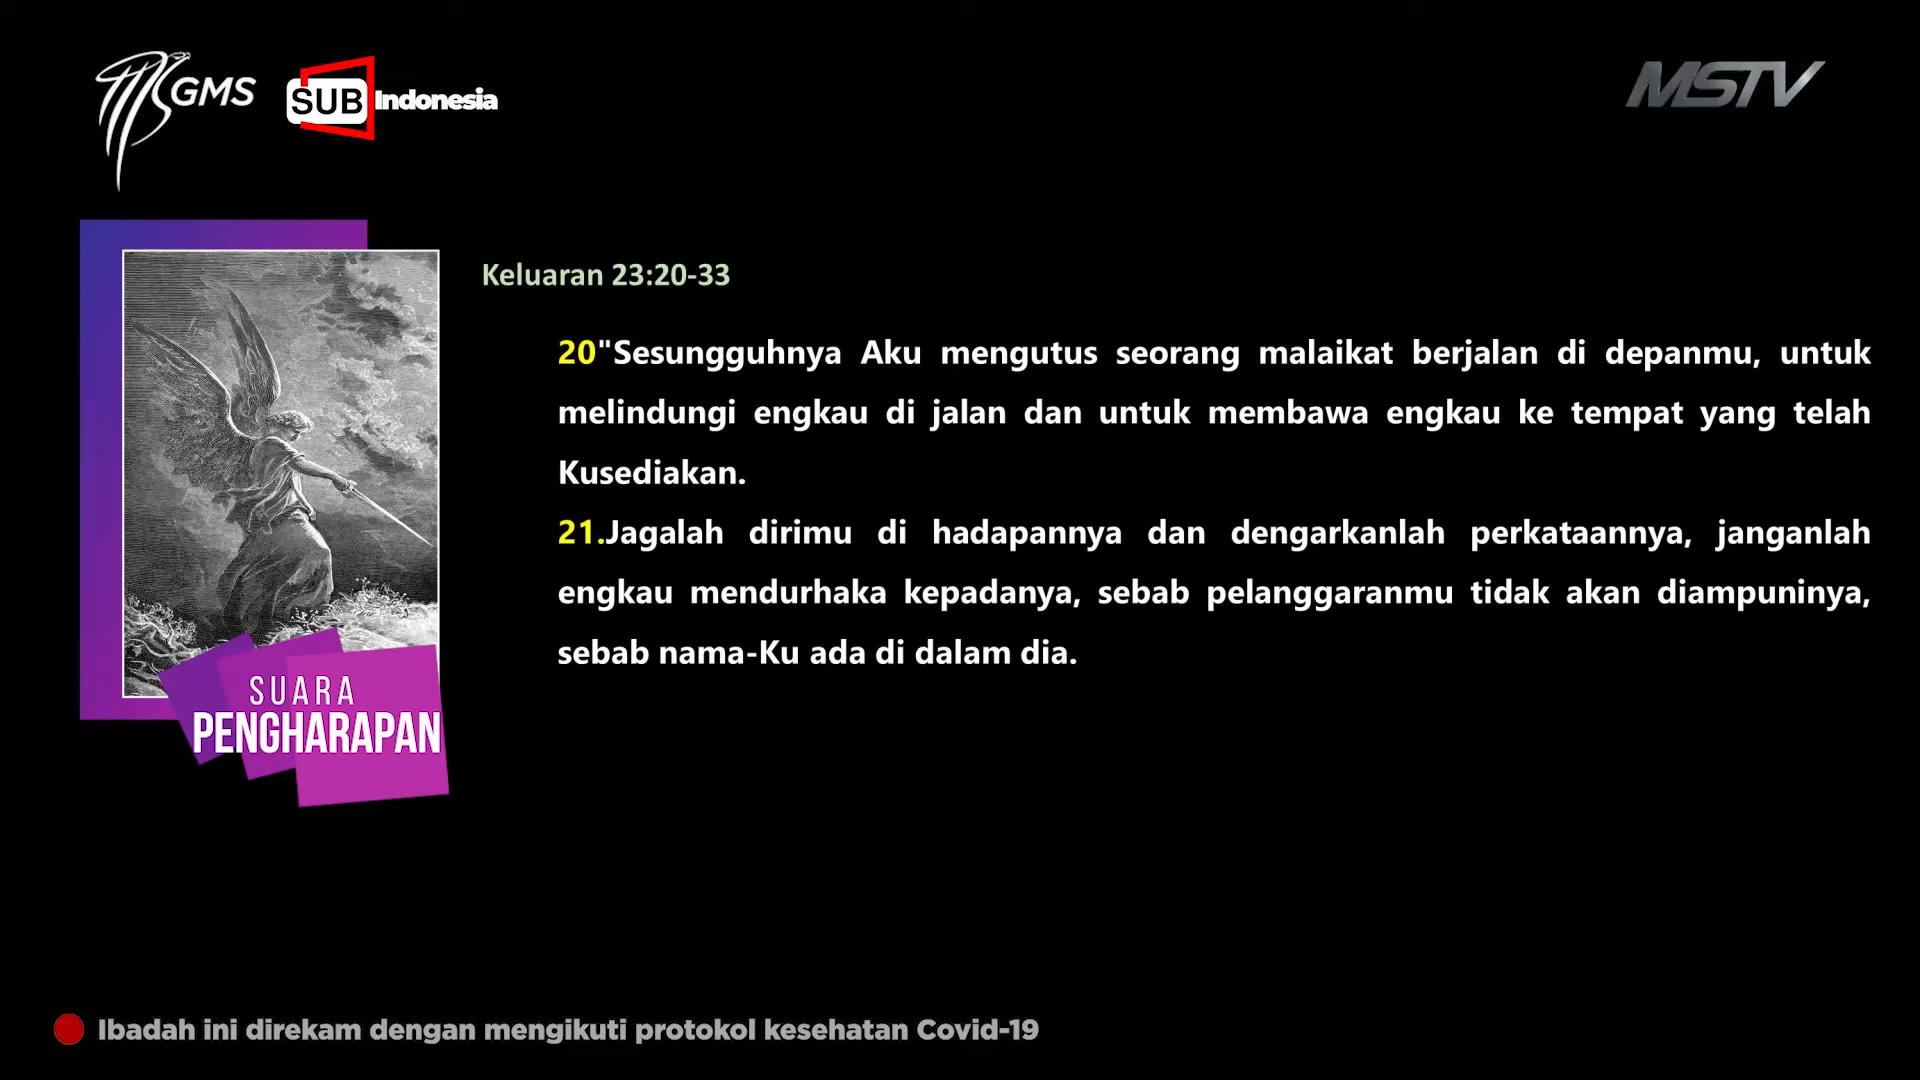 GMS
SUB Indonesia
MSTV
Keluaran 23:20-33
20"Sesungguhnya Aku mengutus seorang malaikat berjalan di depanmu, untuk
melindungi engkau di jalan dan untuk membawa engkau ke tempat yang telah
Kusediakan.
21.Jagalah dirimu di hadapannya dan dengarkanlah perkataannya, janganlah
engkau mendurhaka kepadanya, sebab pelanggaranmu tidak akan diampuninya,
sebab nama-Ku ada di dalam dia.
SUARA
PENGHARAPAN
Ibadah ini direkam dengan mengikuti protokol kesehatan Covid-19